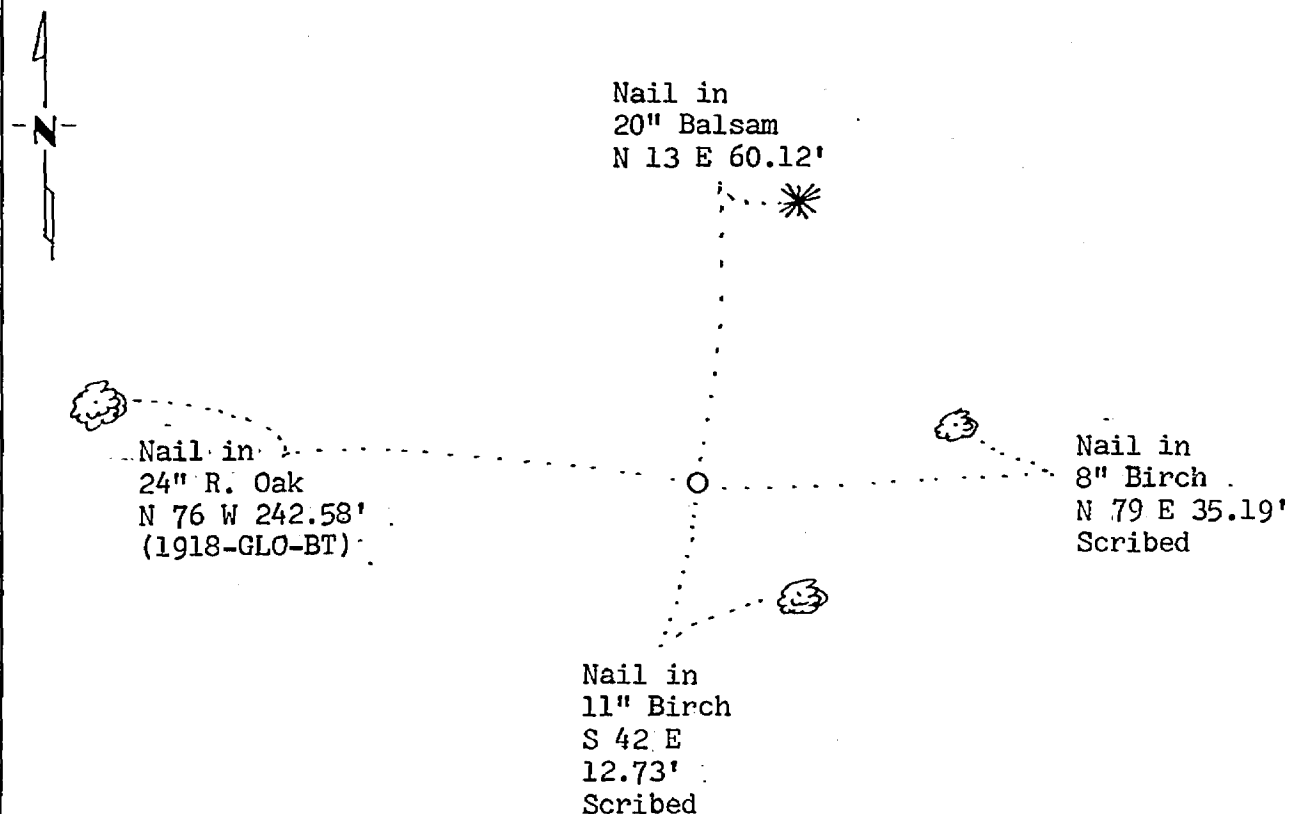 N
Nail in
20" Balsam
N 13 E 60.12'
Nail in
24" R. Oak
N 76 W 242.58'
(1918-GLO-BT)
Nail in
8" Birch
N 79 E 35.19'
Scribed
Nail in
11" Birch
S 42 E
12.73'
Scribed